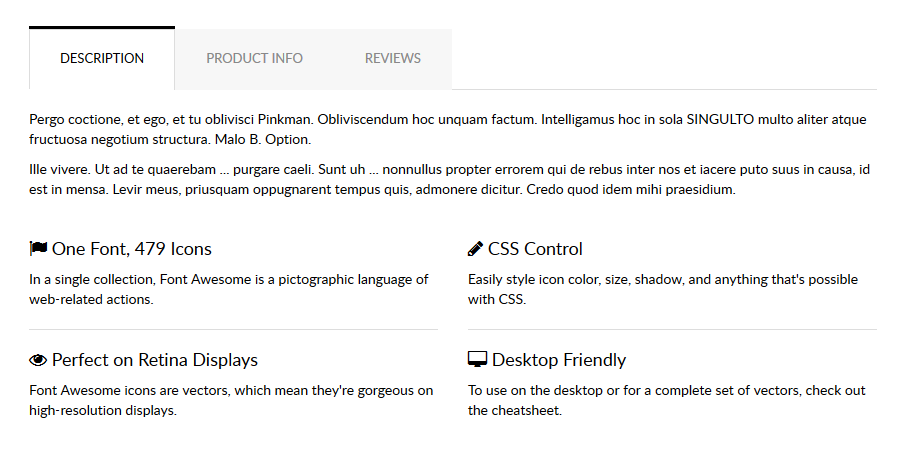 DESCRIPTION PRODUCT INFO REVIEWS
Pergo coctione, et ego, et tu oblivisci Pinkman. Obliviscendum hoc unquam factum. Intelligamus hoc in sola SINGULTO multo aliter atque
fructuosa negotium structura. Malo B. Option.
Ille vivere. Ut ad te quaerebam ... purgare caeli. Sunt uh ... nonnullus propter errorem qui de rebus inter nos et iacere puto suus in causa, id
est in mensa. Levir meus, priusquam oppugnarent tempus quis, admonere dicitur. Credo quod idem mihi praesidium.
One Font, 479 Icons
In a single collection, Font Awesome is a pictographic language of
web-related actions.
CSS Control
Easily style icon color, size, shadow, and anything that's possible
with CSS.
Perfect on Retina Displays
Font Awesome icons are vectors, which mean they're gorgeous on
high-resolution displays.
Desktop Friendly
To use on the desktop or for a complete set of vectors, check out
the cheatsheet.